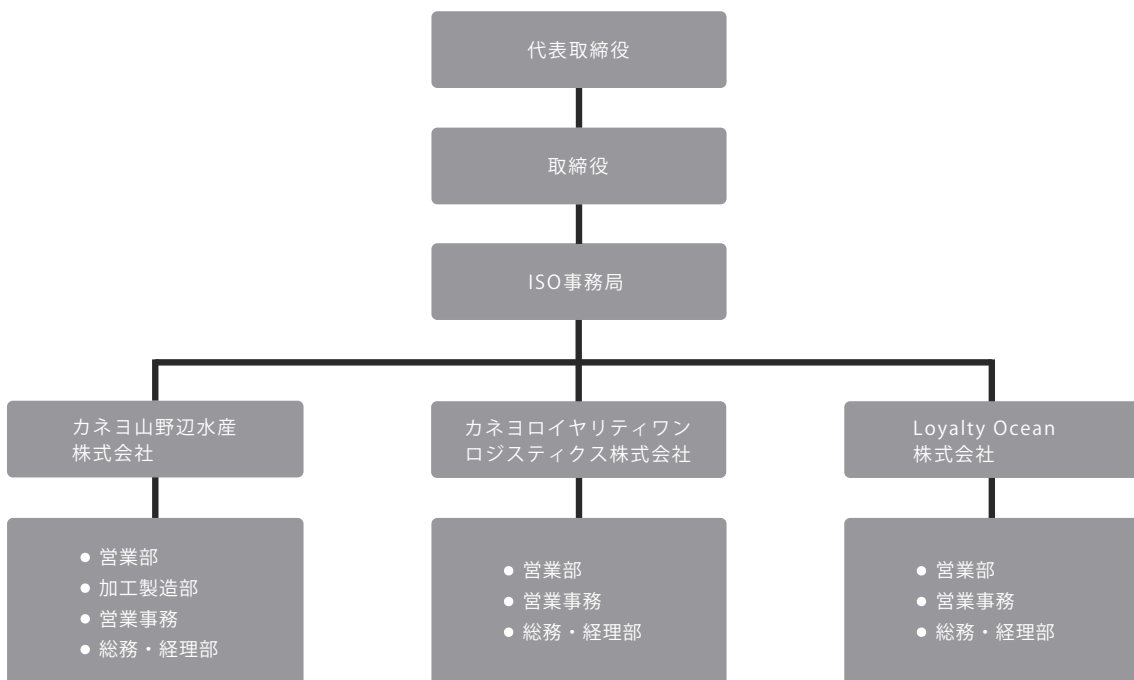 代表取締役
取締役
ISO事務局
カネヨ山野辺水産
株式会社
カネヨロイヤリティワン
ロジスティクス株式会社
Loyalty Ocean
株式会社
● 営業部
● 加工製造部
● 営業事務
● 総務・経理部
● 営業部
● 営業事務
● 総務・経理部
● 営業部
● 営業事務
● 総務・経理部